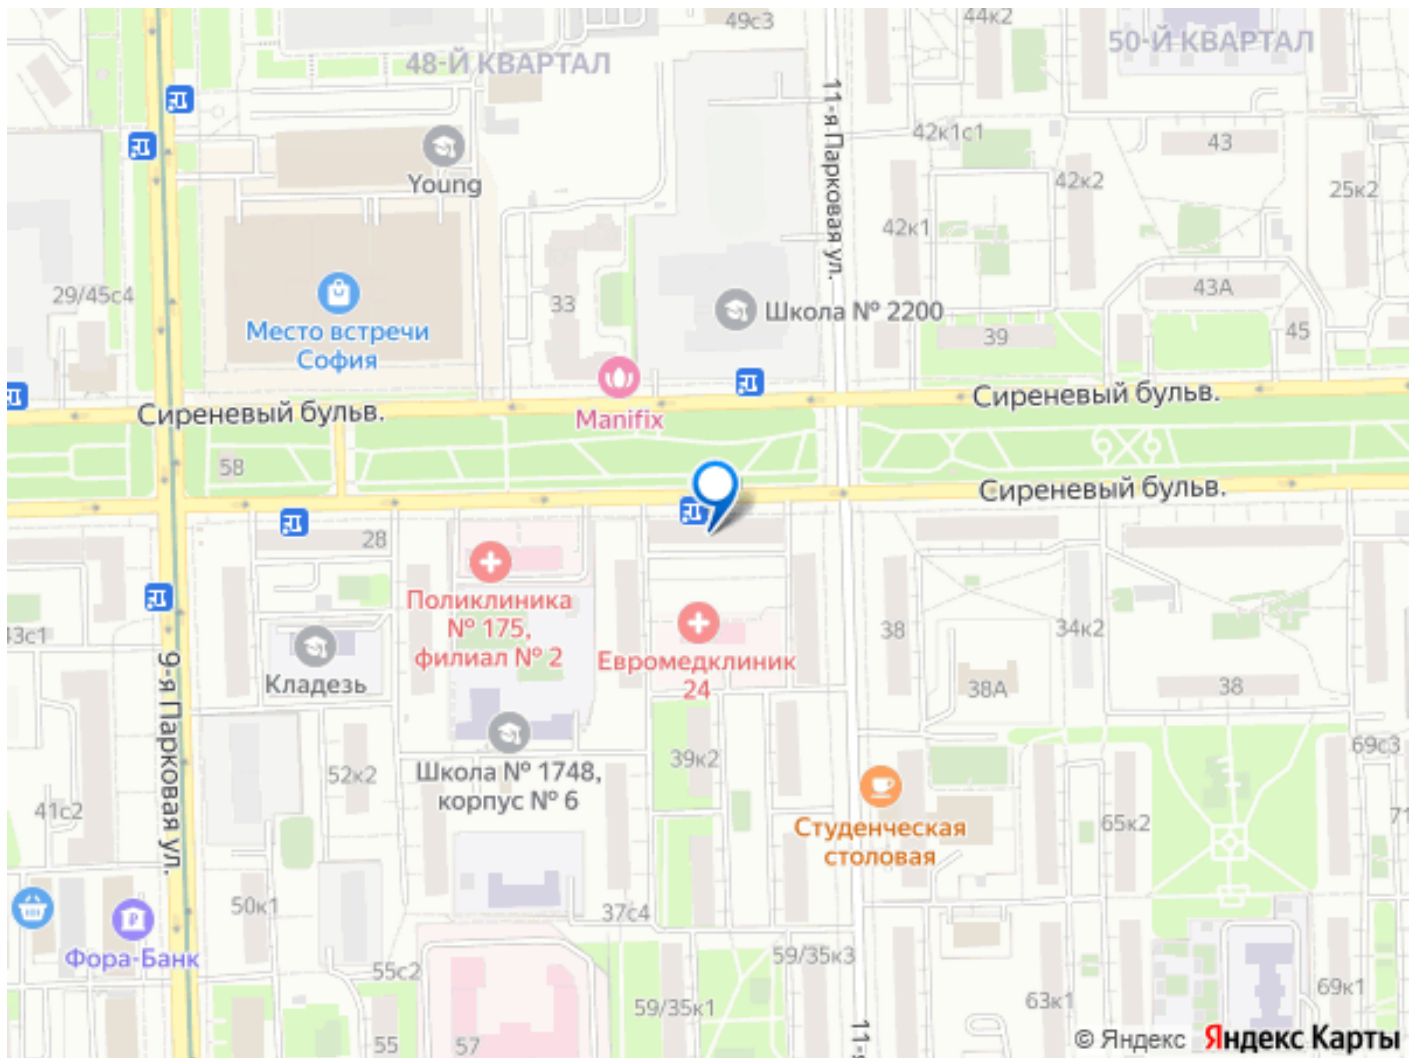 49с3
44к2
48-Й КВАРТАЛ
50-Й КВАРТАЛ
11-я Парковая ул.
42к1с1
43
Young
42к2
25к2
42к1
29/45с4
33
43А
Место встречи
София
Школа № 2200
39
45
Сиреневый бульв.
Manifix
Сиреневый бульв.
58
Сиреневый бульв.
28
Поликлиника
№ 175,
филиал № 2
43с1
38
34к2
Евромедклиник
24
Кладезь
9-я Парковая ул.
38А
38
39к2
69с3
52к2
Школа № 1748,
корпус № 6
41с2
Студенческая
столовая
65к2
71
50к1
37с4
Фора-Банк
55с2
59/35к3
59/35к1
63к1
69к1
11-я
55
57
© Яндекс Яндекс Карты